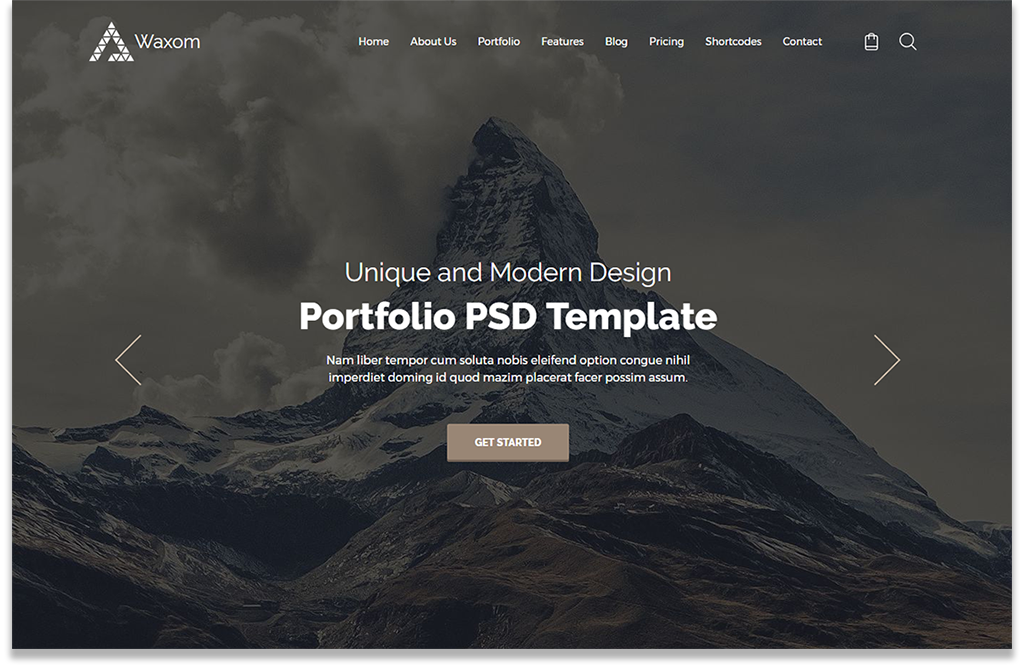 Waxom
Home About Us Portfolio Features Blog Pricing Shortcodes Contact
Unique and Modern Design
Portfolio PSD Template
Nam liber tempor cum soluta nobis eleifend option congue nihil
imperdiet doming id quod mazim placerat facer possim assum.
GET STARTED